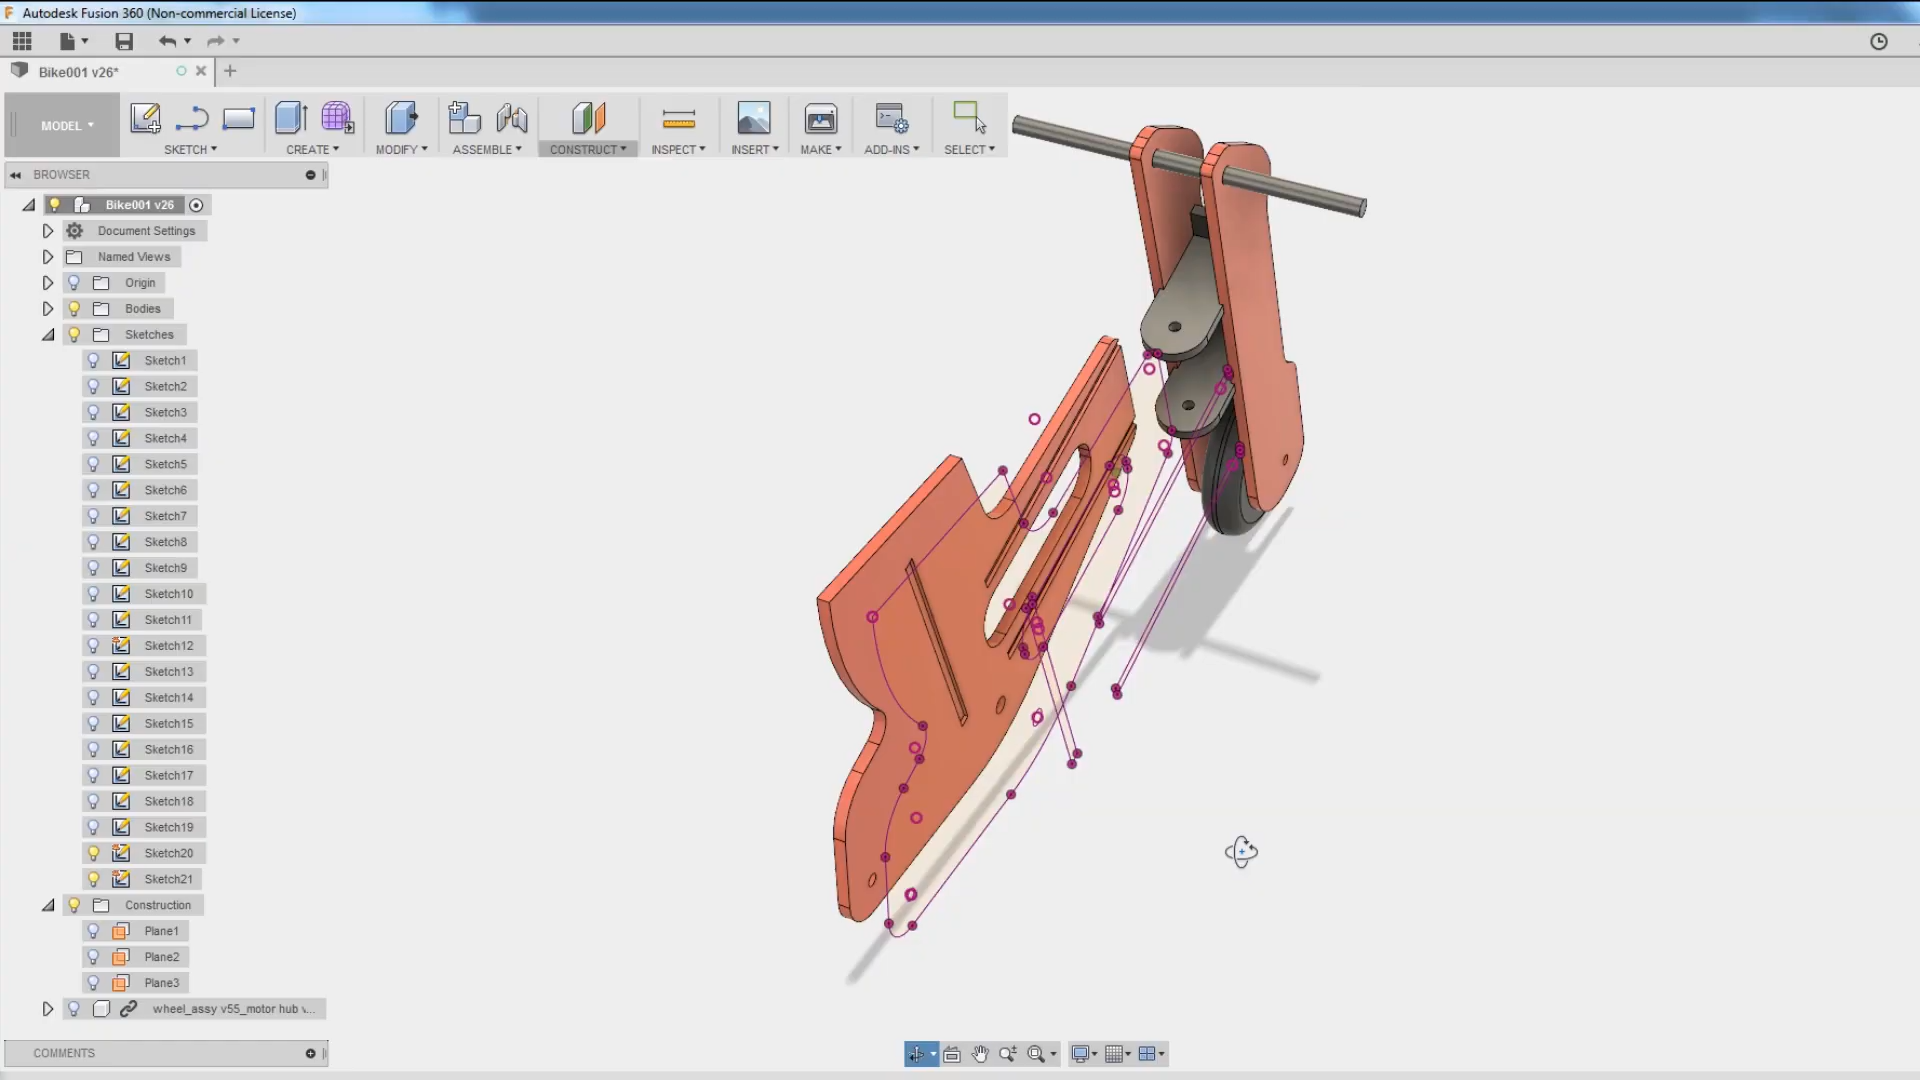 Autodesk Fusion 360 (Non-commercial License)
Bike001 v26*
MODEL
SKETCH
CREATE
MODIFY
ASSEMBLE
CONSTRUCT
INSPECT
INSERT
MAKE
ADD-INS
SELECT
BROWSER
Bike001 v26
Document Settings
Named Views
Origin
Bodies
Sketches
Sketch1
Sketch2
Sketch3
Sketch4
Sketch5
Sketch6
Sketch7
Sketch8
Sketch9
Sketch10
Sketch11
Sketch12
Sketch13
Sketch14
Sketch15
Sketch16
Sketch17
Sketch18
Sketch19
Sketch20
Sketch21
Construction
Plane1
Plane2
Plane3
wheel_assy v55_motor hub v...
COMMENTS